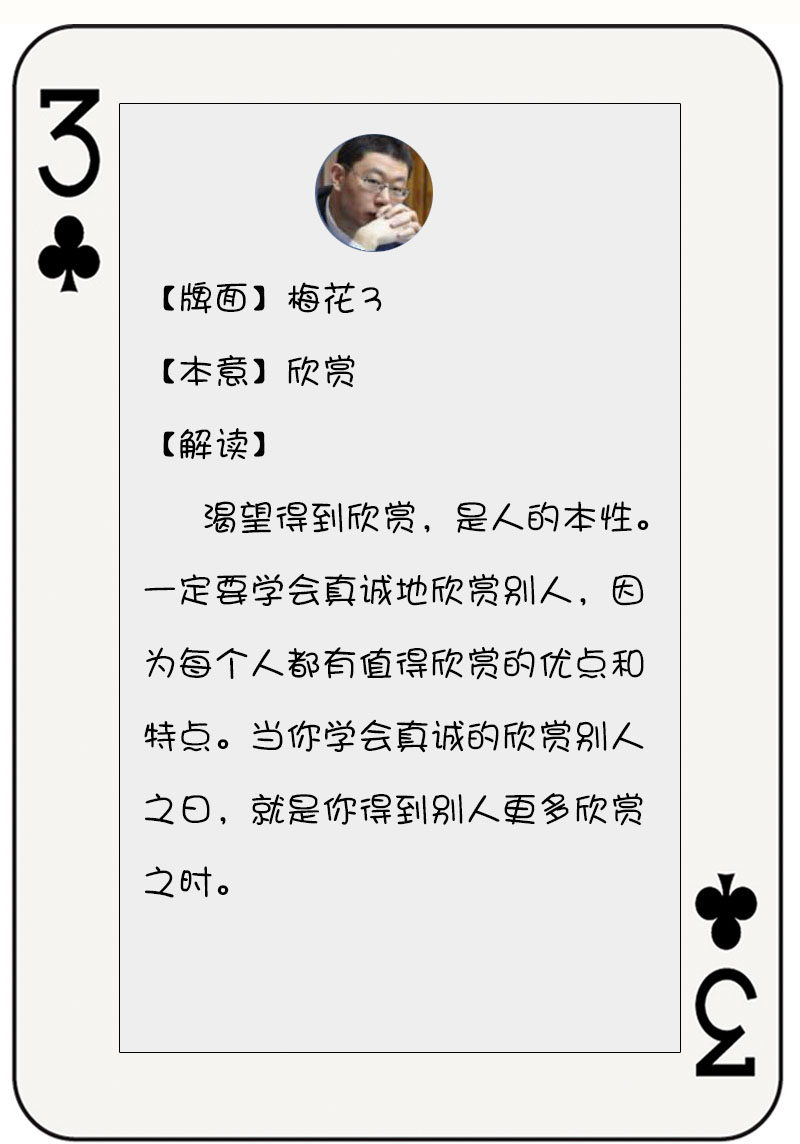 3
【牌面】梅花3
【本意】欣赏
【解读】
渴望得到欣赏，是人的本性。
一定要学会真诚地欣赏别人，因
为每个人都有值得欣赏的优点和
特点。当你学会真诚的欣赏别人
之日，就是你得到别人更多欣赏
之时。
3